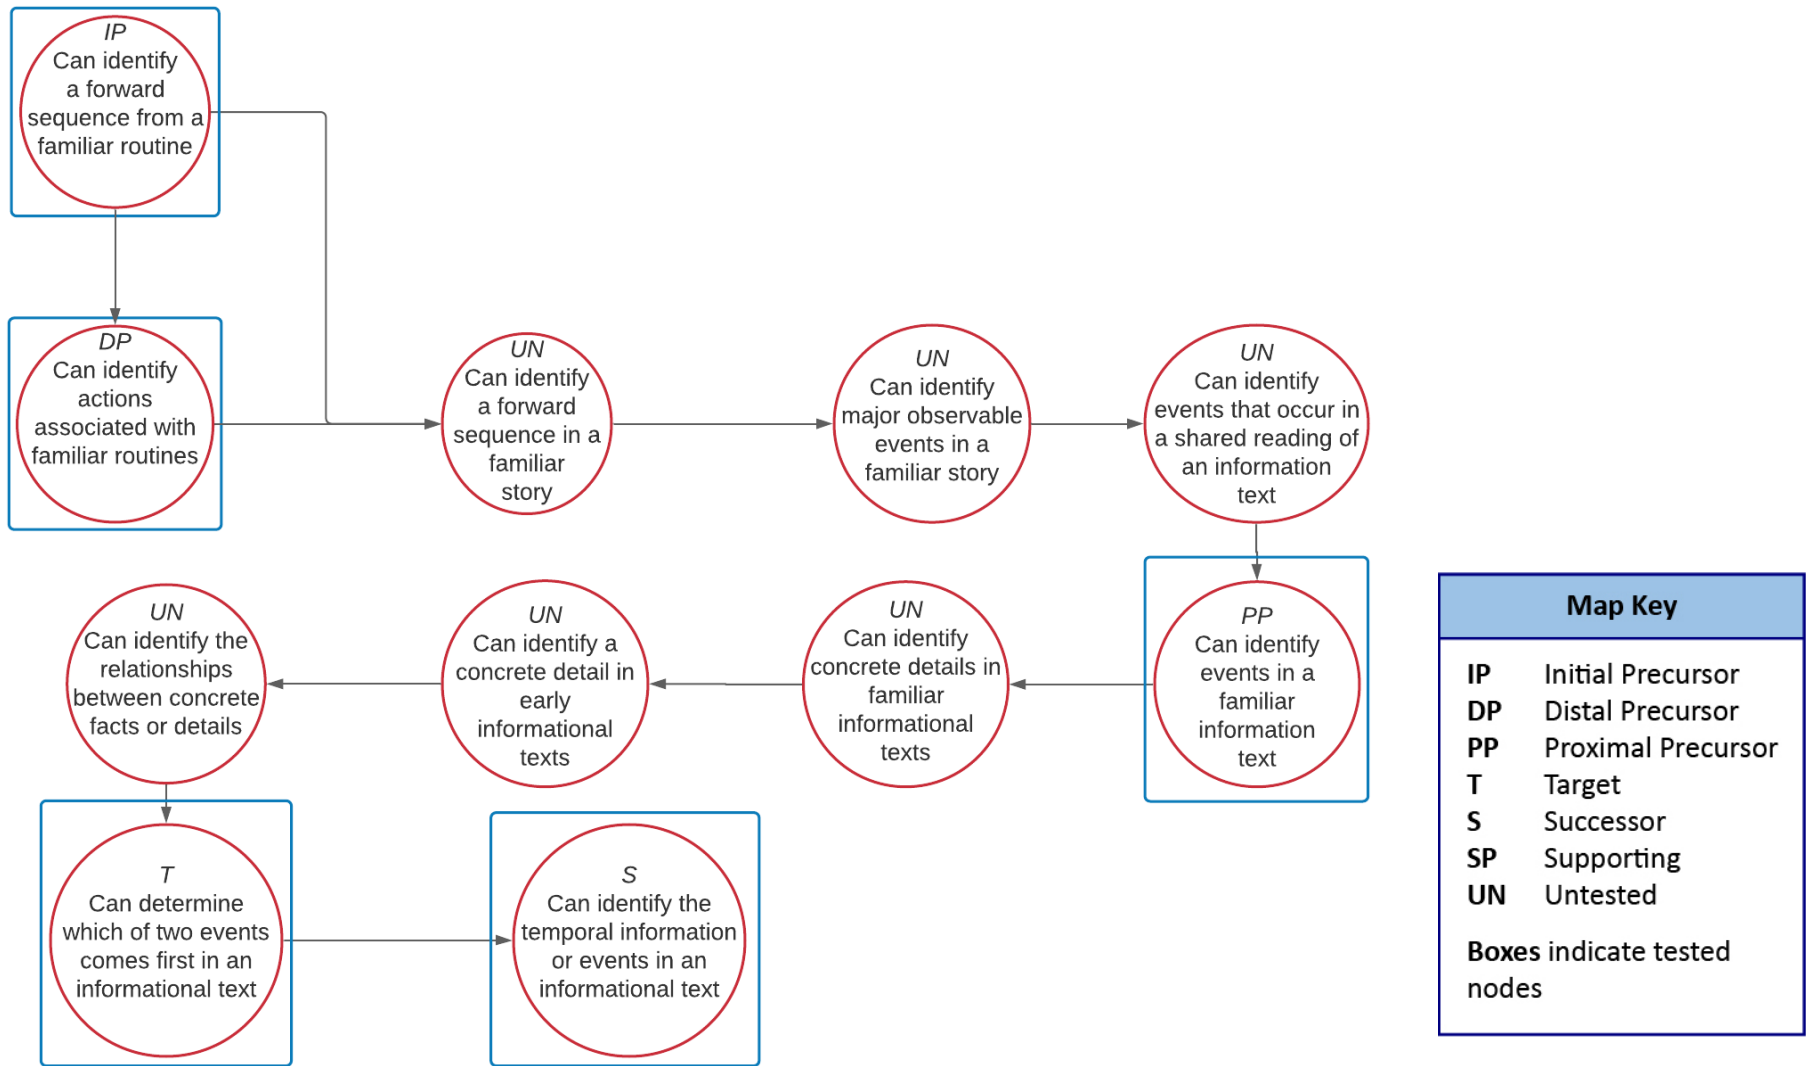 IP
Can identify
a forward
sequence from a
familiar routine
DP
Can identify
actions
associated with
familiar routines
UN
Can identify
a forward
sequence in a
familiar
story
UN
Can identify
major observable
events in a
familiar story
UN
Can identify
events that occur in
a shared reading of
an information
text
PP
Can identify
events in a
familiar
information
text
UN
Can identify
concrete details in
familiar
informational
texts
UN
Can identify a
concrete detail in
early
informational
texts
UN
Can identify the
relationships
between concrete
facts or details
T
Can determine
which of two events
comes first in an
informational text
S
Can identify the
temporal information
or events in an
informational text
Map Key
IP Initial Precursor
DP Distal Precursor
PP Proximal Precursor
T Target
S Successor
SP Supporting
UN Untested
Boxes indicate tested
nodes